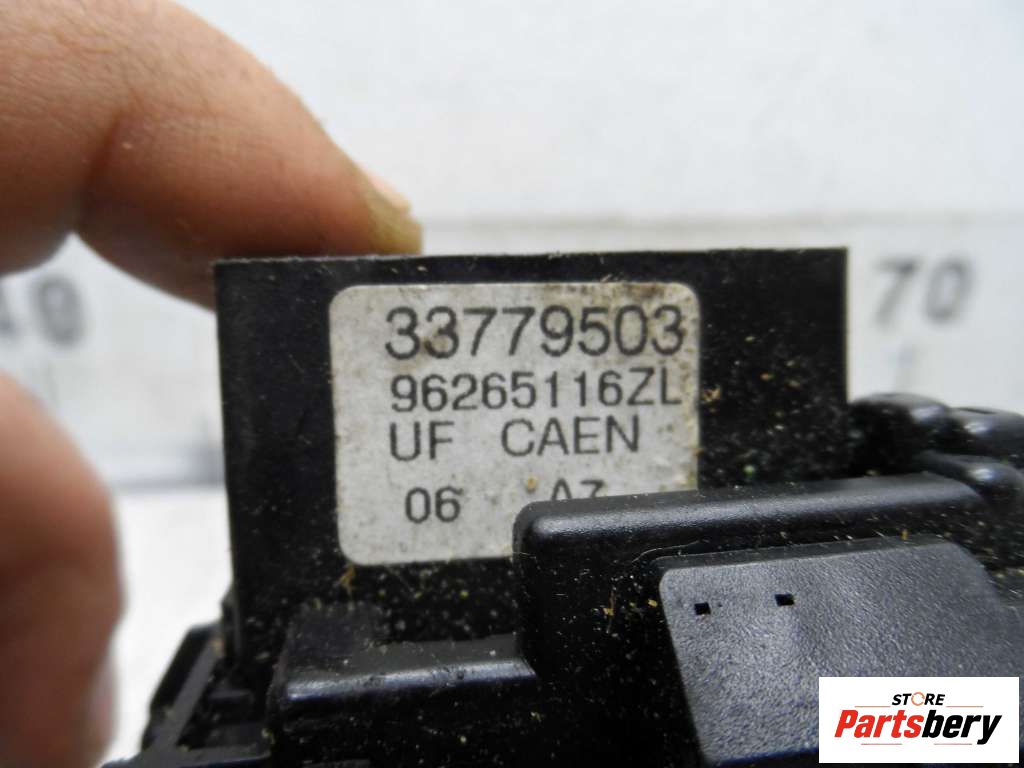 33779503
96265116ZL
UF CAEN
06
70
STORE
Partsbery